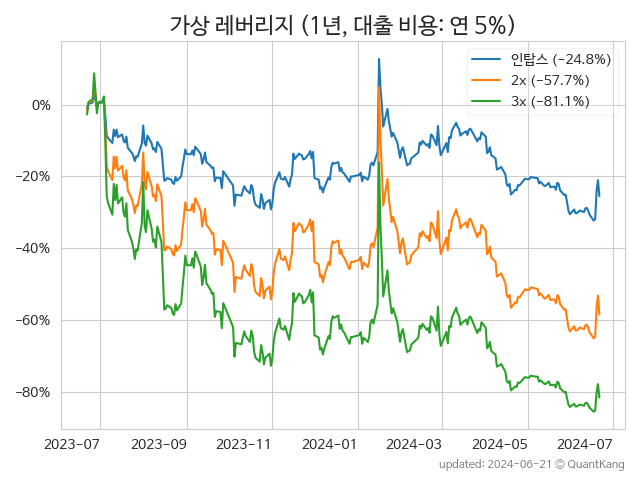 가상 레버리지 (1년, 대출 비용: 연 5%)
인탑스 (−24.8%)
2x (−57.7%)
3x (−81.1%)
0%
−20%
−40%
−60%
−80%
2023-07 2023-09 2023-11 2024-01 2024-03 2024-05 2024-07
updated: 2024-06-21 © QuantKang